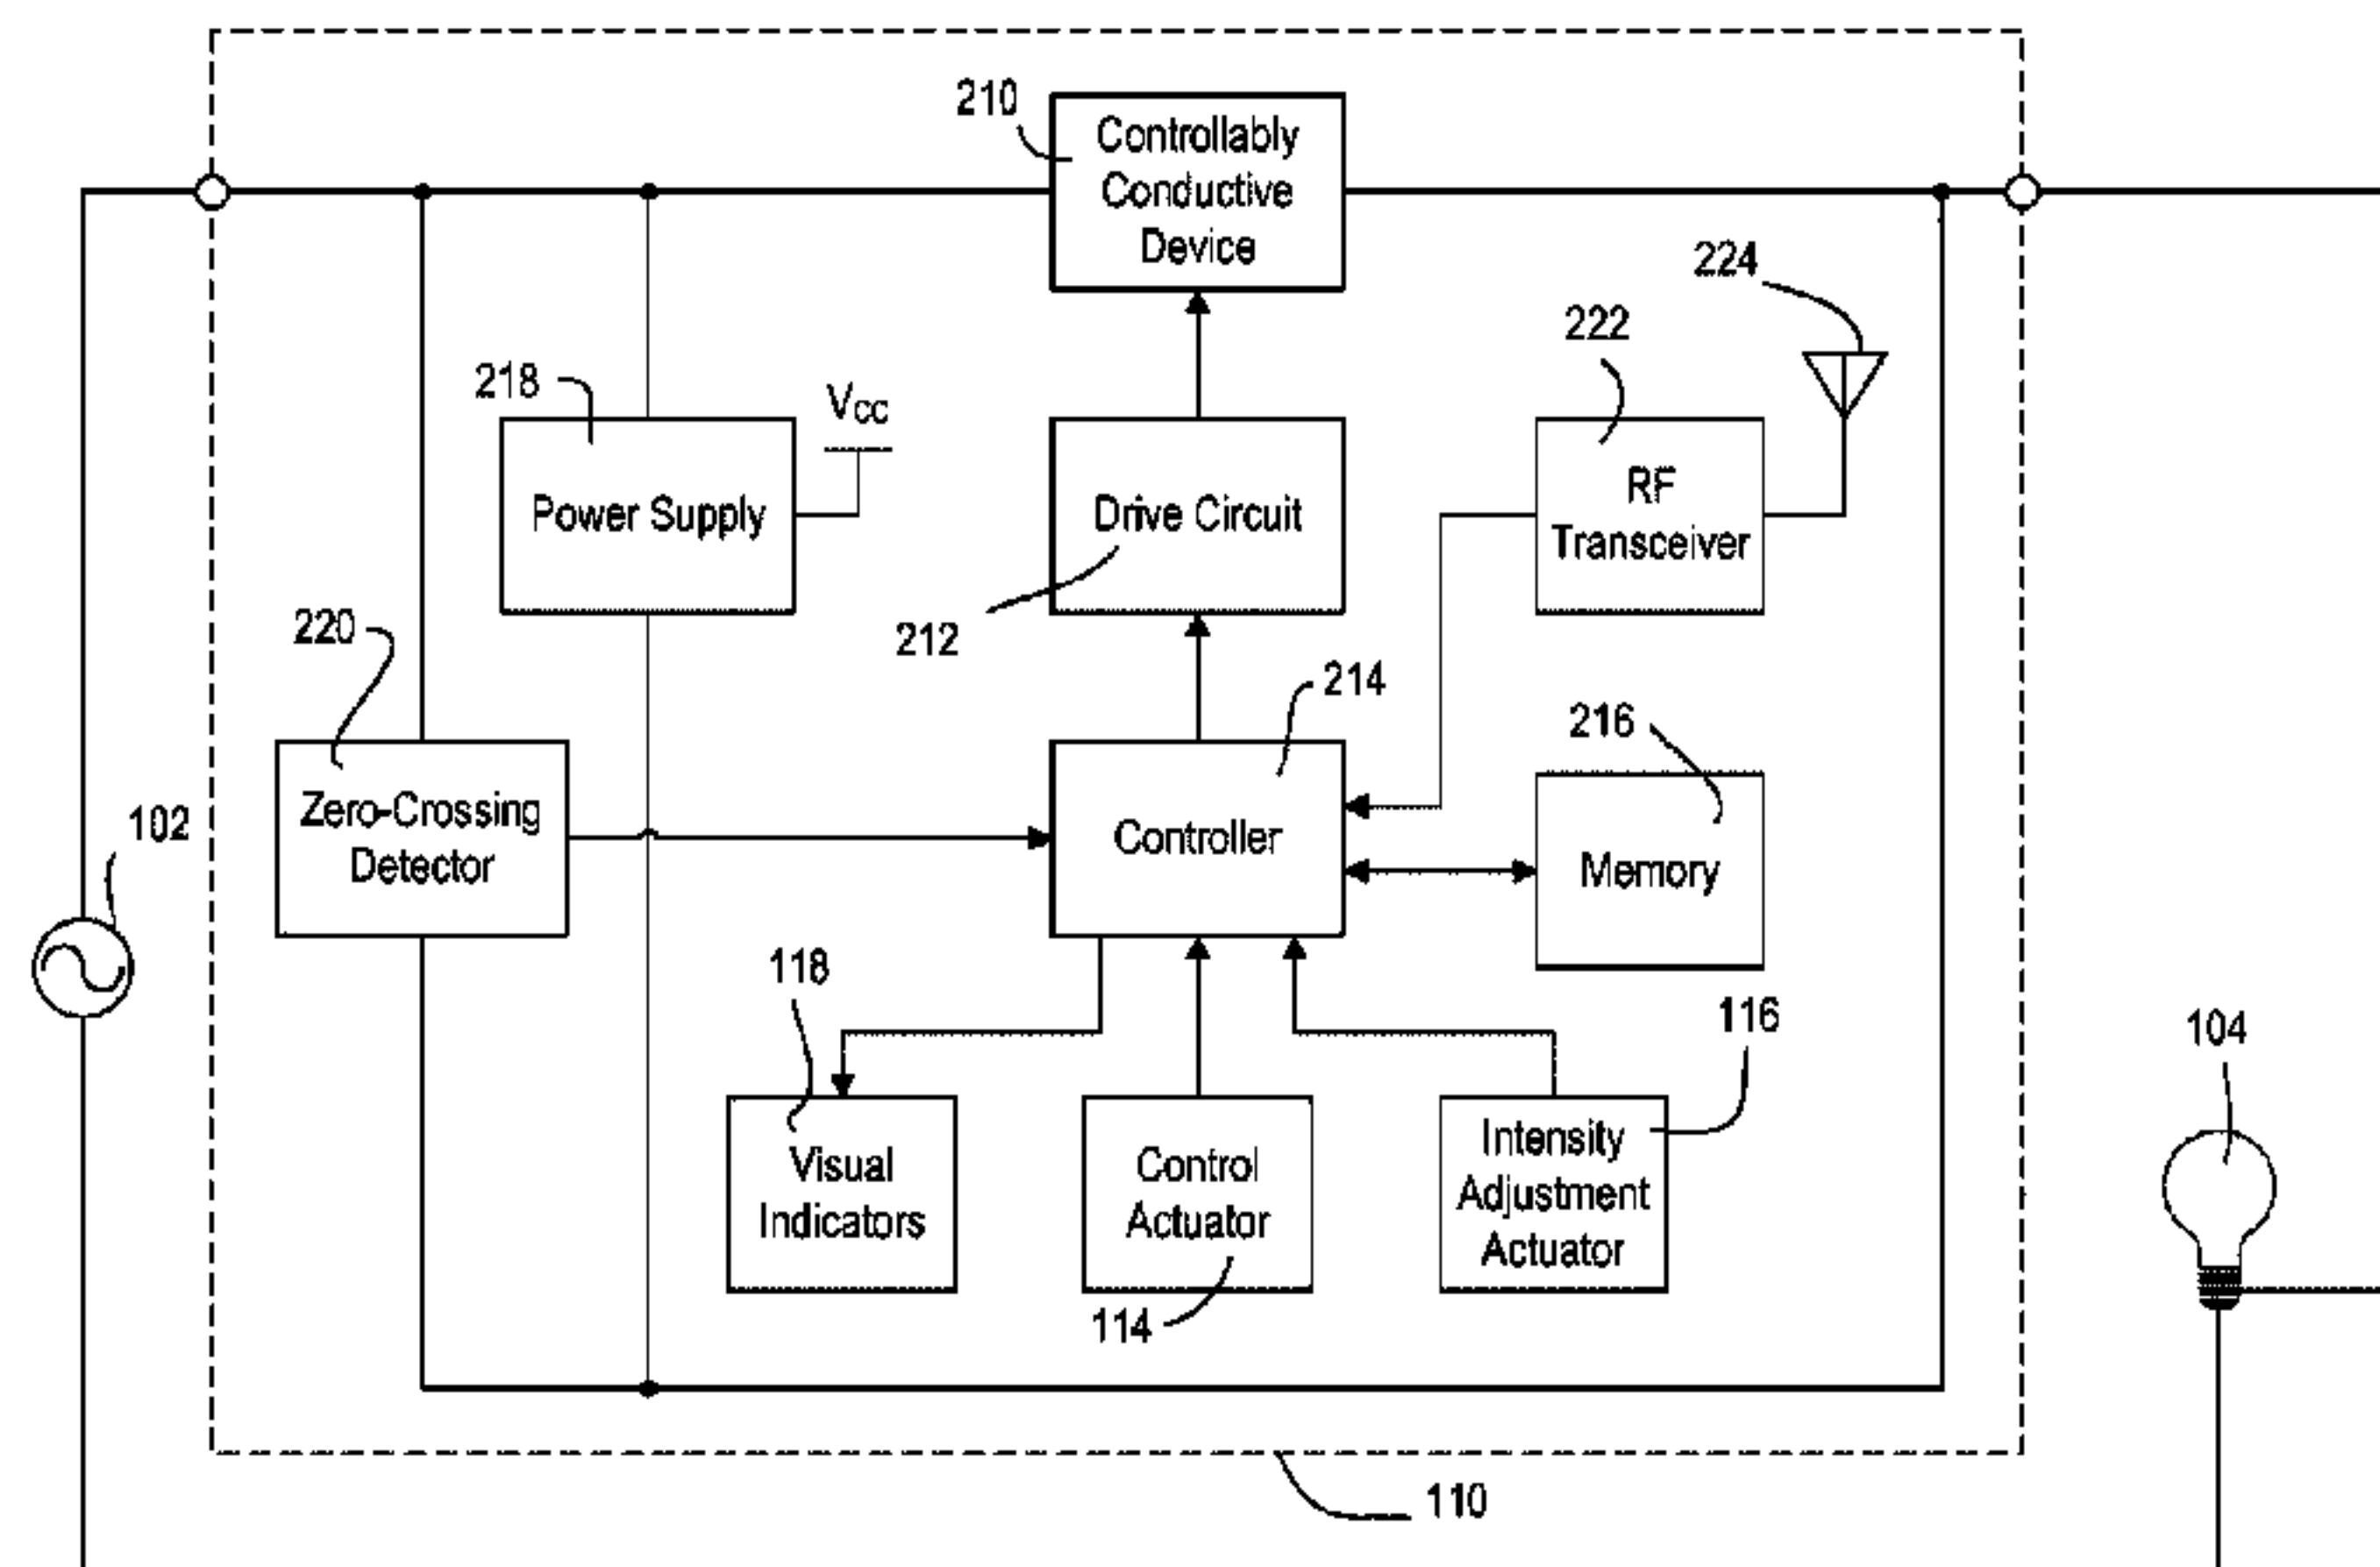 210
Controllably
Conductive
Device
224
222
218
VCC
RF
Transceiver
Power Supply
Drive Circuit
220
212
214
216
102
Zero-Crossing
Detector
Controller
Memory
118
116
104
Visual
Indicators
Control
Actuator
Intensity
Adjustment
Actuator
114
110